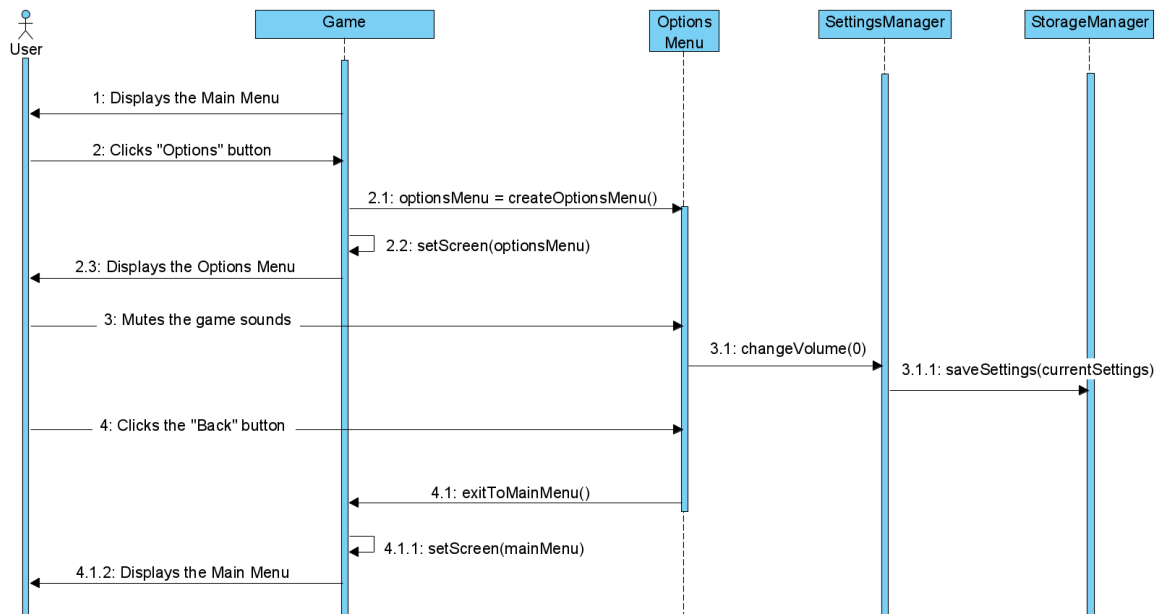 User
Game
Options
Menu
SettingsManager
StorageManager
1: Displays the Main Menu
2: Clicks "Options" button
2.1: optionsMenu = createOptionsMenu()
2.2: setScreen(optionsMenu)
2.3: Displays the Options Menu
3: Mutes the game sounds
3.1: changeVolume(0)
3.1.1: saveSettings(currentSettings)
4: Clicks the "Back" button
4.1: exitToMainMenu()
4.1.1: setScreen(mainMenu)
4.1.2: Displays the Main Menu